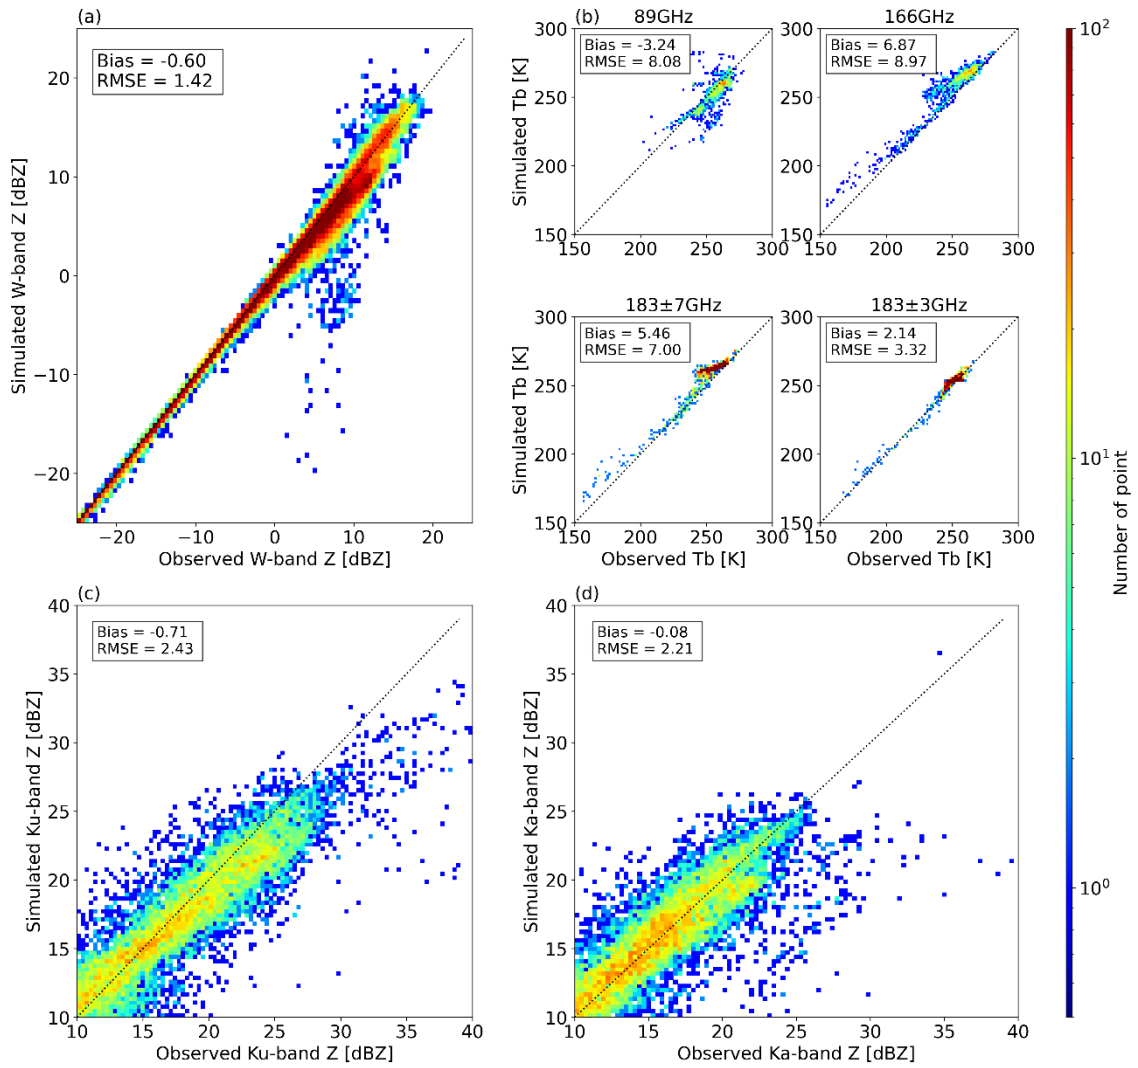 (a)
Bias = -0.60
RMSE = 1.42
20
10
0
−10
−20
Simulated W-band Z [dBZ]
−20
−10
0
10
20
Observed W-band Z [dBZ]
(b)
89GHz
Bias = -3.24
RMSE = 8.08
300
250
200
150
Simulated Tb [K]
150
200
250
300
166GHz
Bias = 6.87
RMSE = 8.97
300
250
200
150
150
200
250
300
183±7GHz
Bias = 5.46
RMSE = 7.00
300
250
200
150
Simulated Tb [K]
150
200
250
300
Observed Tb [K]
183±3GHz
Bias = 2.14
RMSE = 3.32
300
250
200
150
150
200
250
300
Observed Tb [K]
(c)
Bias = -0.71
RMSE = 2.43
40
35
30
25
20
15
10
Simulated Ku-band Z [dBZ]
10
15
20
25
30
35
40
Observed Ku-band Z [dBZ]
(d)
Bias = -0.08
RMSE = 2.21
40
35
30
25
20
15
10
Simulated Ka-band Z [dBZ]
10
15
20
25
30
35
40
Observed Ka-band Z [dBZ]
10²
10¹
10⁰
Number of point